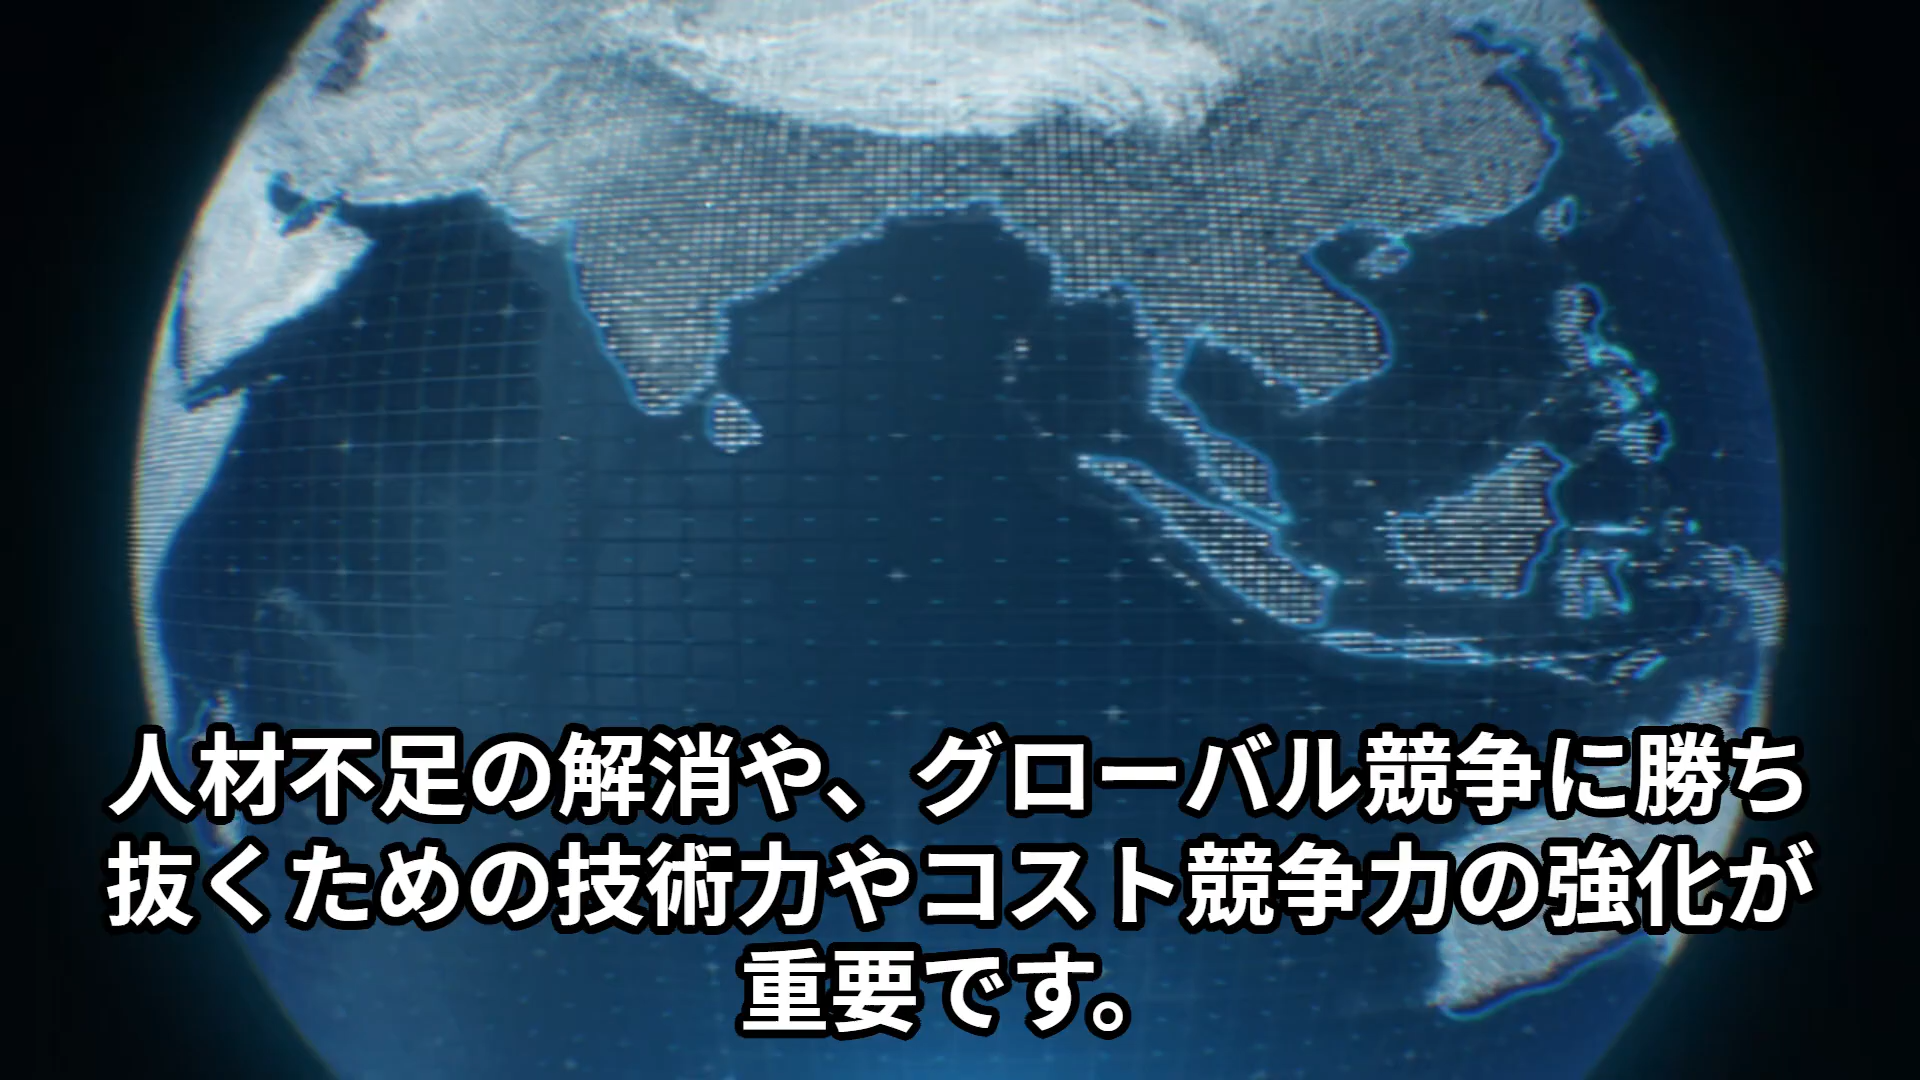 人材不足の解消や、グローバル競争に勝ち
抜くための技術力やコスト競争力の強化が
重要です。